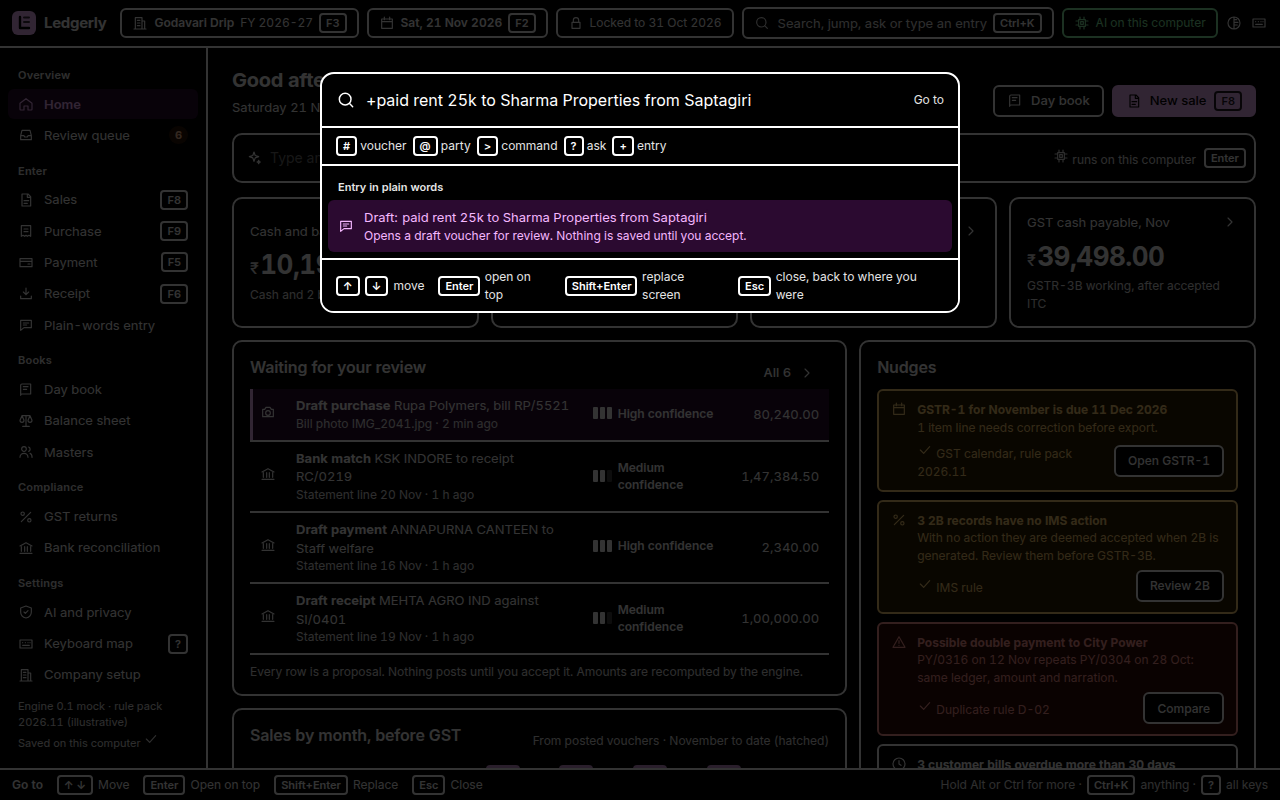 Ledgerly
Godavari Drip FY 2026-27 F3
Sat, 21 Nov 2026 F2
Locked to 31 Oct 2026
Search, jump, ask or type an entry Ctrl+K
AI on this computer
Overview
Home
Review queue 6
Enter
Sales F8
Purchase F9
Payment F5
Receipt F6
Plain-words entry
Books
Day book
Balance sheet
Masters
Compliance
GST returns
Bank reconciliation
Settings
AI and privacy
Keyboard map ?
Company setup
Engine 0.1 mock · rule pack
2026.11 (illustrative)
Saved on this computer
Good afte
Saturday 21 N
Day book
New sale F8
+paid rent 25k to Sharma Properties from Saptagiri
Go to
# voucher @ party > command ? ask + entry
Entry in plain words
Draft: paid rent 25k to Sharma Properties from Saptagiri
Opens a draft voucher for review. Nothing is saved until you accept.
↑ ↓ move Enter open on top Shift+Enter replace screen Esc close, back to where you were
Type an
runs on this computer Enter
Cash and b
₹10,19
Cash and 2
GST cash payable, Nov
₹39,498.00
GSTR-3B working, after accepted
ITC
Waiting for your review
All 6
Draft purchase Rupa Polymers, bill RP/5521
Bill photo IMG_2041.jpg · 2 min ago
High confidence
80,240.00
Bank match KSK INDORE to receipt
RC/0219
Statement line 20 Nov · 1 h ago
Medium
confidence
1,47,384.50
Draft payment ANNAPURNA CANTEEN to
Staff welfare
Statement line 16 Nov · 1 h ago
High confidence
2,340.00
Draft receipt MEHTA AGRO IND against
SI/0401
Statement line 19 Nov · 1 h ago
Medium
confidence
1,00,000.00
Every row is a proposal. Nothing posts until you accept it. Amounts are recomputed by the engine.
Sales by month, before GST
From posted vouchers · November to date (hatched)
Nudges
GSTR-1 for November is due 11 Dec 2026
1 item line needs correction before export.
GST calendar, rule pack
2026.11
Open GSTR-1
3 2B records have no IMS action
With no action they are deemed accepted when 2B is
generated. Review them before GSTR-3B.
IMS rule
Review 2B
Possible double payment to City Power
PY/0316 on 12 Nov repeats PY/0304 on 28 Oct:
same ledger, amount and narration.
Duplicate rule D-02
Compare
3 customer bills overdue more than 30 days
Go to ↑ ↓ Move Enter Open on top Shift+Enter Replace Esc Close
Hold Alt or Ctrl for more · Ctrl+K anything · ? all keys